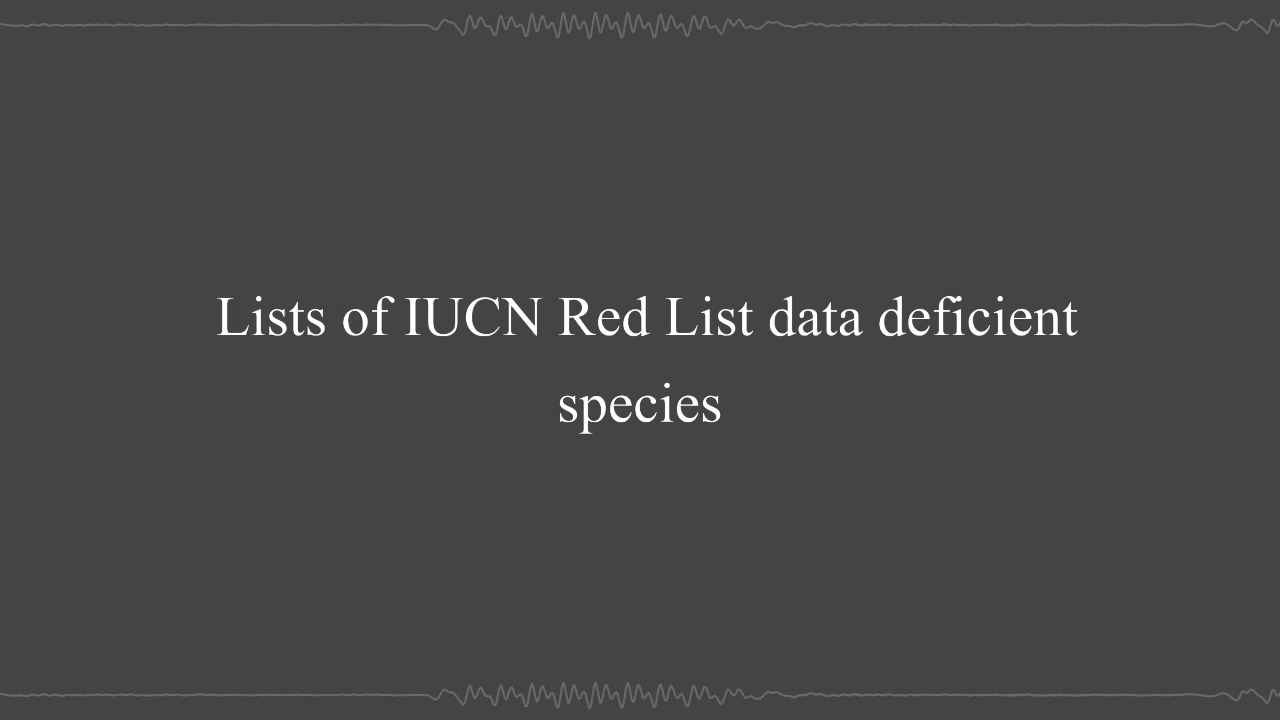 Lists of IUCN Red List data deficient
species